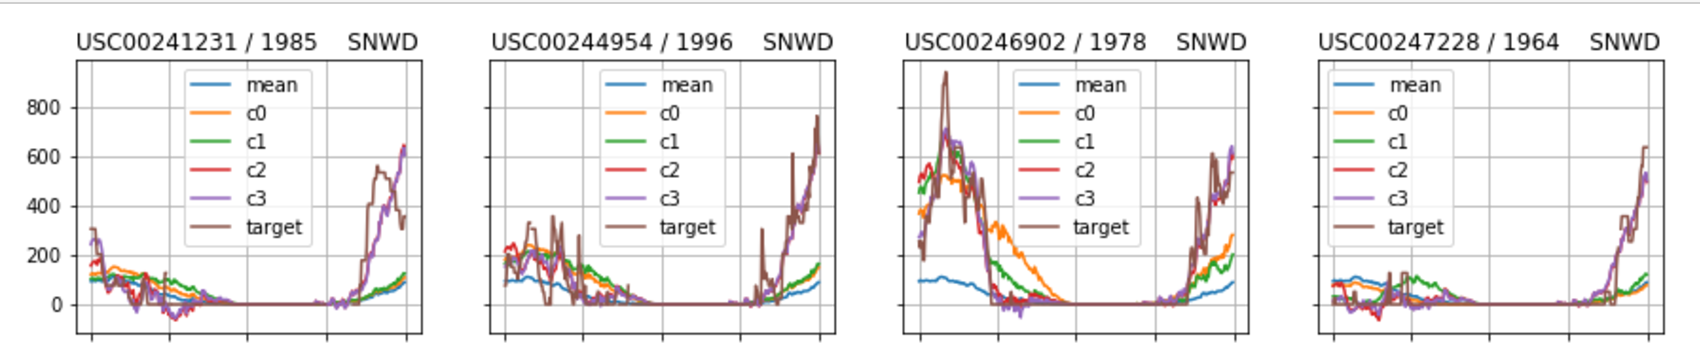 USC00241231 / 1985 SNWD
mean
c0
c1
c2
c3
target
800
600
400
200
0
USC00244954 / 1996 SNWD
mean
c0
c1
c2
c3
target
USC00246902 / 1978 SNWD
mean
c0
c1
c2
c3
target
USC00247228 / 1964 SNWD
mean
c0
c1
c2
c3
target